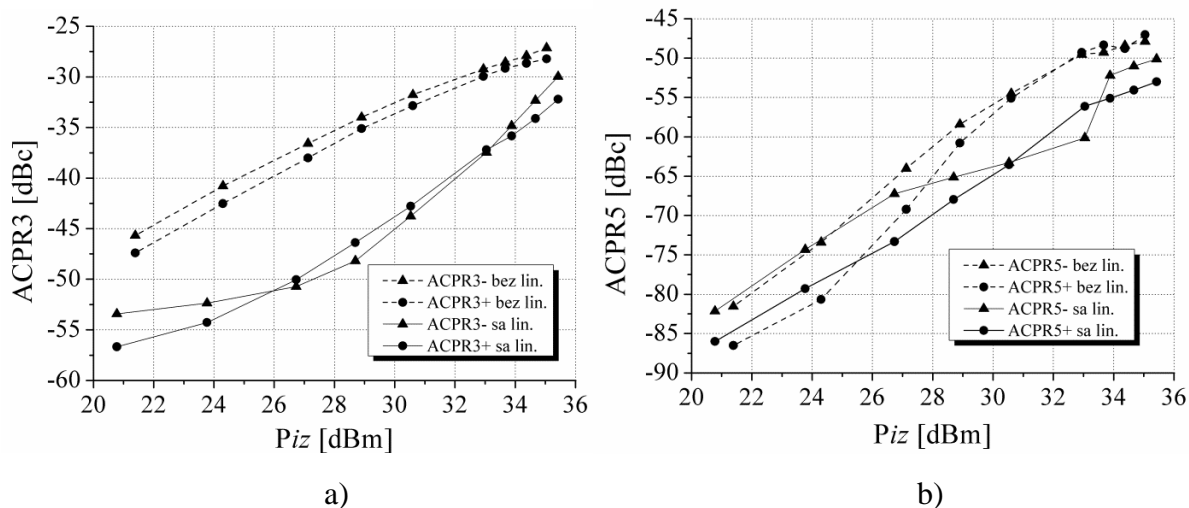 -25
-30
-35
-40
-45
-50
-55
-60
ACPR3 [dBc]
20 22 24 26 28 30 32 34 36
Piz [dBm]
ACPR3- bez lin.
ACPR3+ bez lin.
ACPR3- sa lin.
ACPR3+ sa lin.
a)
-45
-50
-55
-60
-65
-70
-75
-80
-85
-90
ACPR5 [dBc]
20 22 24 26 28 30 32 34 36
Piz [dBm]
ACPR5- bez lin.
ACPR5+ bez lin.
ACPR5- sa lin.
ACPR5+ sa lin.
b)